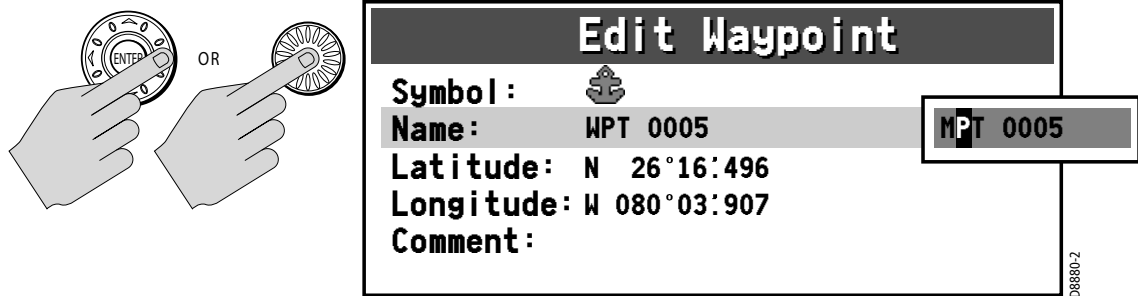 ENTER
OR
Edit Waypoint
Symbol:
Name: WPT 0005
MPT 0005
Latitude: N 26°16.'496
Longitude: W 080°03.'907
Comment:
D8880-2